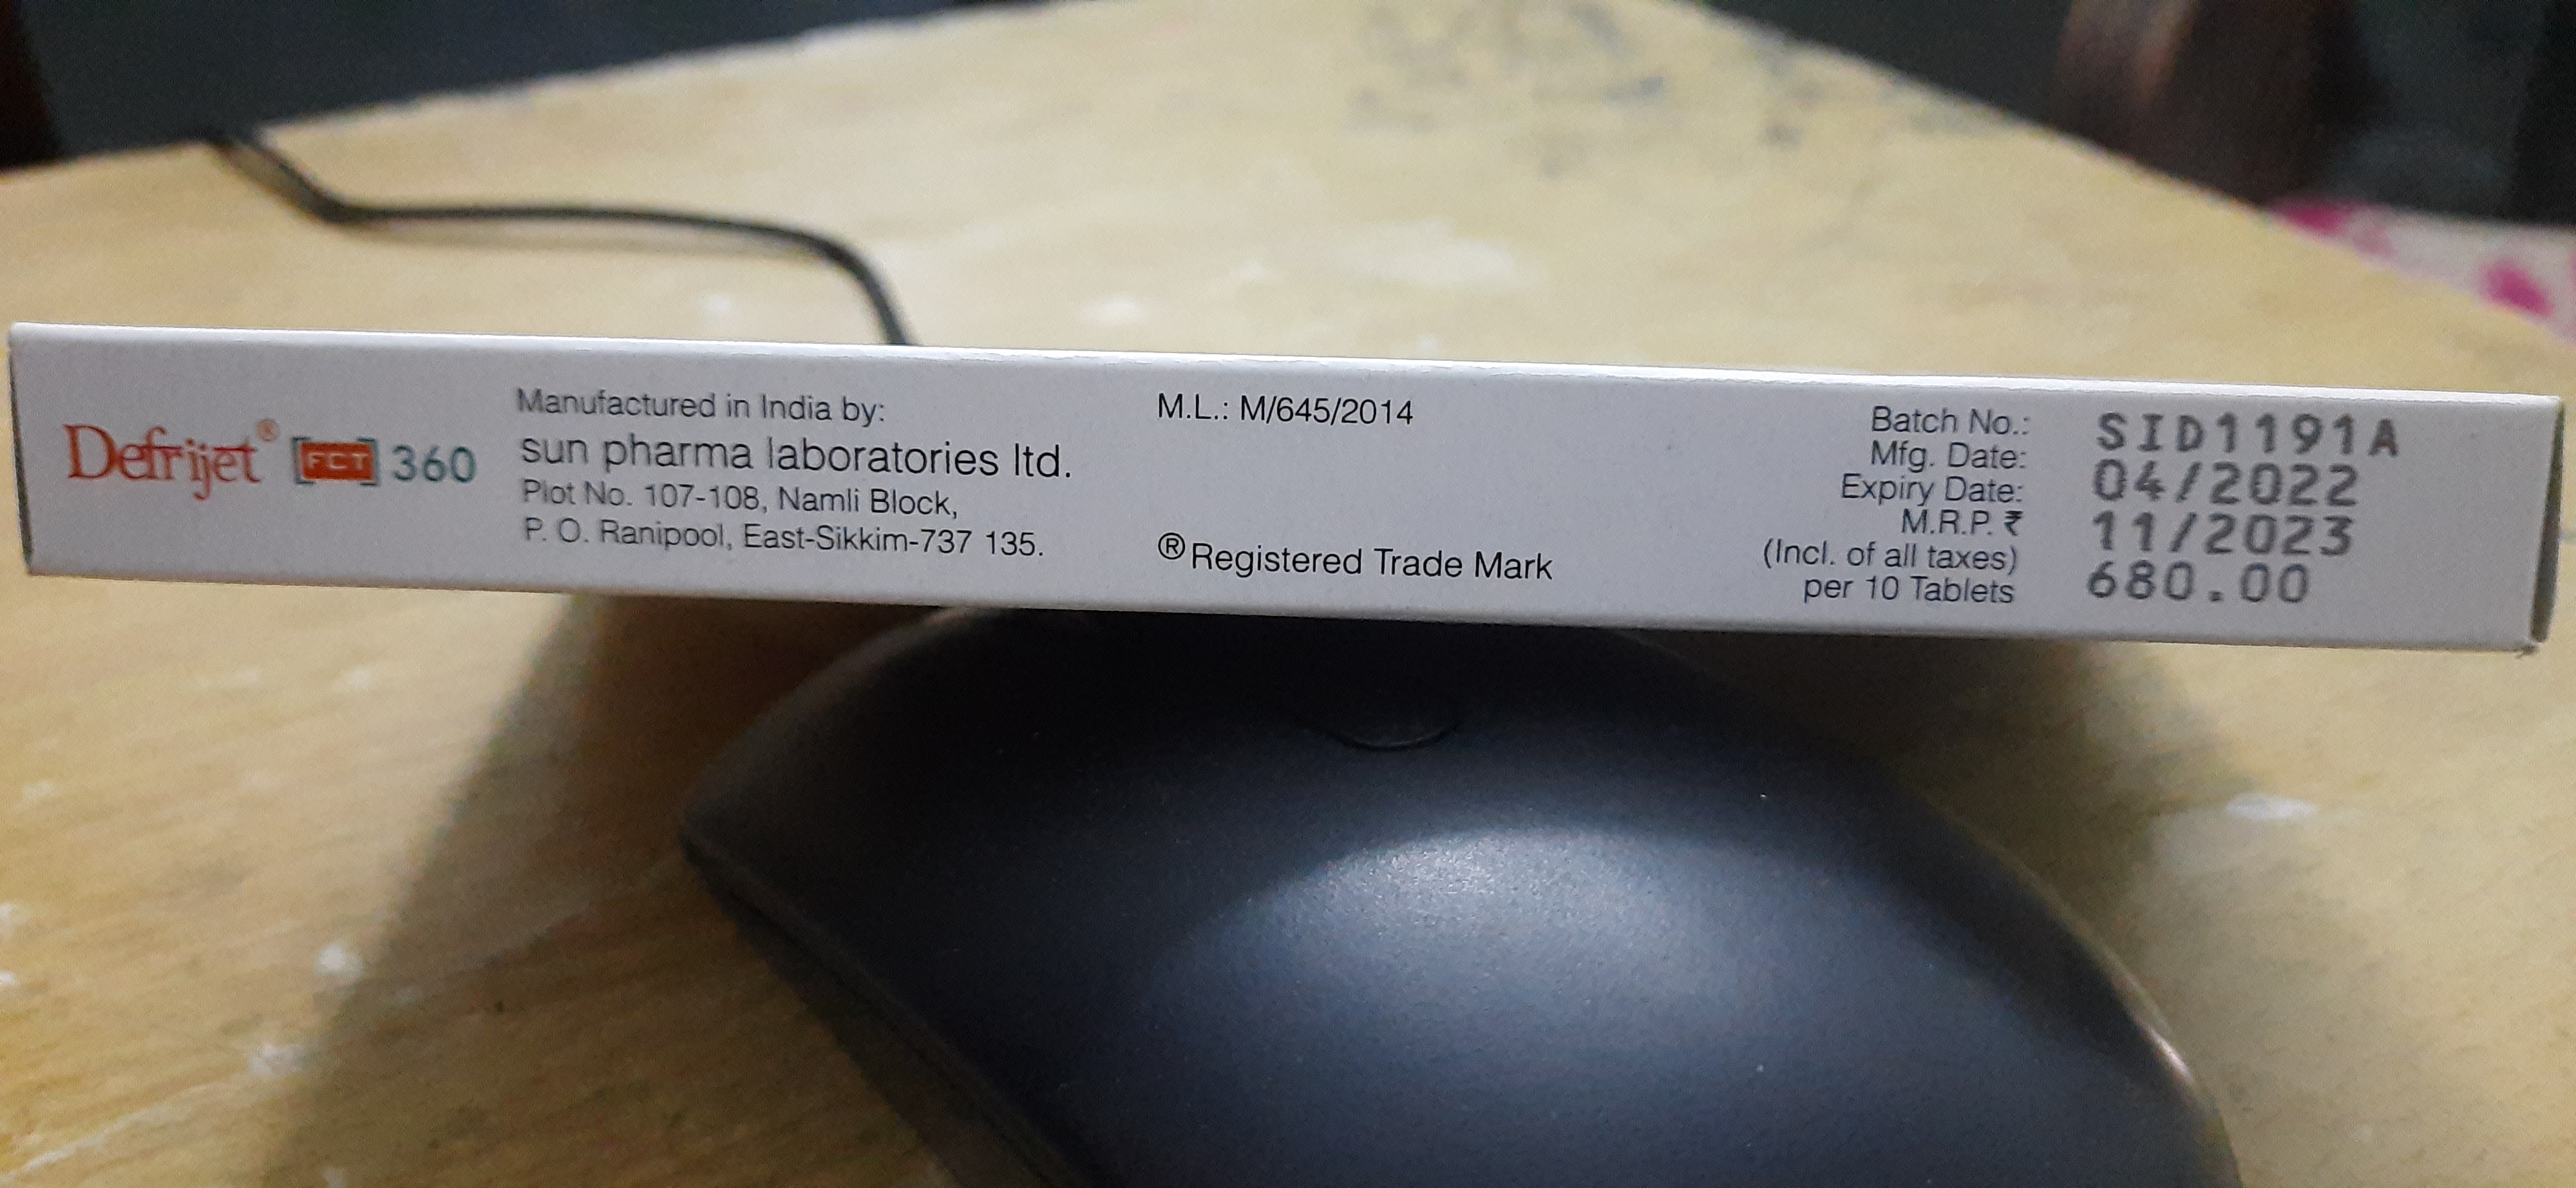 Defrijet® [FCT] 360
Manufactured in India by:
sun pharma laboratories ltd.
Plot No. 107-108, Namli Block,
P. O. Ranipool, East-Sikkim-737 135.
M.L.: M/645/2014
®Registered Trade Mark
Batch No.:
Mfg. Date:
Expiry Date:
M.R.P. ₹
(Incl. of all taxes)
per 10 Tablets
SID1191A
04/2022
11/2023
680.00